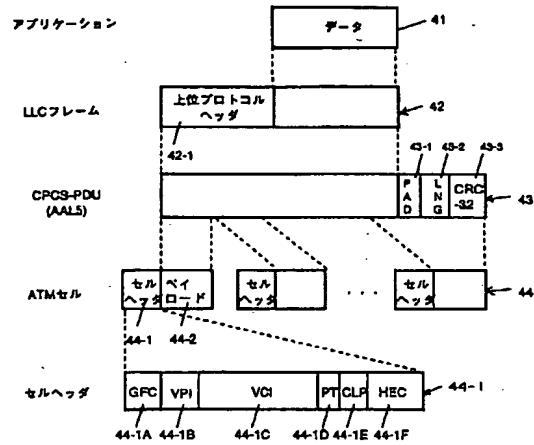 アプリケーション
データ
41
LLCフレーム
上位プロトコル
ヘッダ
42
42-1
43-1 43-2 43-3
CPCS-PDU
(AAL5)
PAD
LNG
CRC
-32
43
ATMセル
セル
ヘッダ
ペイ
ロード
セル
ヘッダ
・・・
セル
ヘッダ
44
44-1 44-2
セルヘッダ
GFC VPI VCI PT CLP HEC
44-1
44-1A 44-1B 44-1C 44-1D 44-1E 44-1F